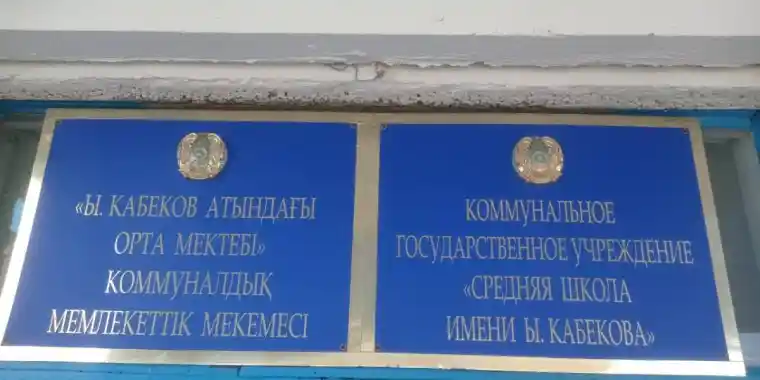 «Ы. КАБЕКОВ АТЫНДАҒЫ
ОРТА МЕКТЕБІ»
КОММУНАЛДЫҚ
МЕМЛЕКЕТТІК МЕКЕМЕСІ
КОММУНАЛЬНОЕ
ГОСУДАРСТВЕННОЕ УЧРЕЖДЕНИЕ
«СРЕДНЯЯ ШКОЛА
ИМЕНИ Ы. КАБЕКОВА»